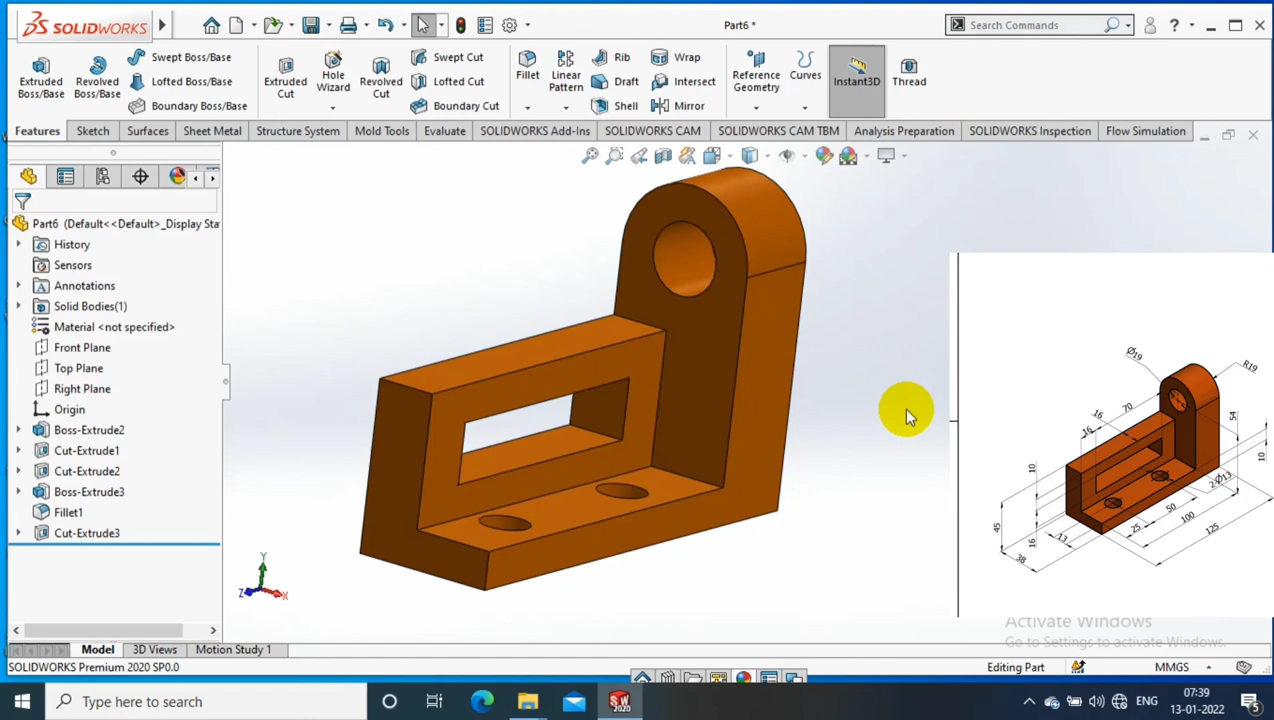 SOLIDWORKS
Part6 *
Search Commands
?
Extruded Boss/Base
Revolved Boss/Base
Swept Boss/Base
Lofted Boss/Base
Boundary Boss/Base
Extruded Cut
Hole Wizard
Revolved Cut
Swept Cut
Lofted Cut
Boundary Cut
Fillet
Linear Pattern
Rib
Draft
Shell
Wrap
Intersect
Mirror
Reference Geometry
Curves
Instant3D
Thread
Features
Sketch
Surfaces
Sheet Metal
Structure System
Mold Tools
Evaluate
SOLIDWORKS Add-Ins
SOLIDWORKS CAM
SOLIDWORKS CAM TBM
Analysis Preparation
SOLIDWORKS Inspection
Flow Simulation
Part6 (Default<<Default>_Display Sta
History
Sensors
Annotations
Solid Bodies(1)
Material <not specified>
Front Plane
Top Plane
Right Plane
Origin
Boss-Extrude2
Cut-Extrude1
Cut-Extrude2
Boss-Extrude3
Fillet1
Cut-Extrude3
Y
Z
X
Ø19
R19
70
16
16
54
10
10
2-Ø13
50
100
125
25
13
45
16
38
Activate Windows
Go to Settings to activate Windows.
Model
3D Views
Motion Study 1
SOLIDWORKS Premium 2020 SP0.0
Editing Part
MMGS
Type here to search
SW
2020
ENG
07:39
13-01-2022
5